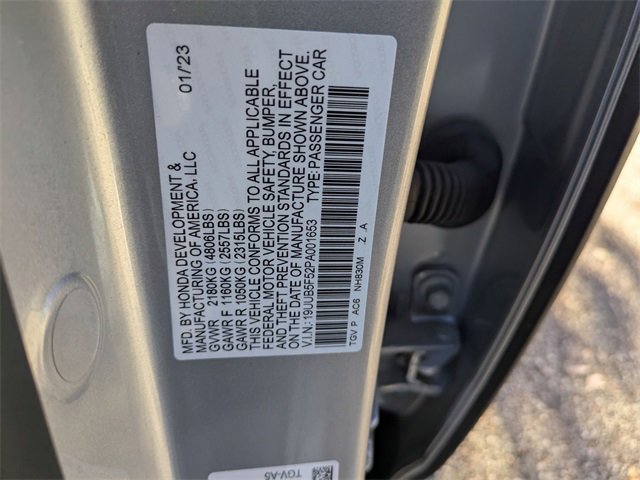 MFD. BY HONDA DEVELOPMENT & 01/23
MANUFACTURING OF AMERICA, LLC
GVWR 2180KG (4806LBS)
GAWR F 1160KG (2557LBS)
GAWR R 1050KG (2315LBS)
THIS VEHICLE CONFORMS TO ALL APPLICABLE
FEDERAL MOTOR VEHICLE SAFETY, BUMPER,
AND THEFT PREVENTION STANDARDS IN EFFECT
ON THE DATE OF MANUFACTURE SHOWN ABOVE.
V.I.N.: 19UUB5F52PA001653 TYPE: PASSENGER CAR
TGV P AC6 NH830M Z A
TGV-A5